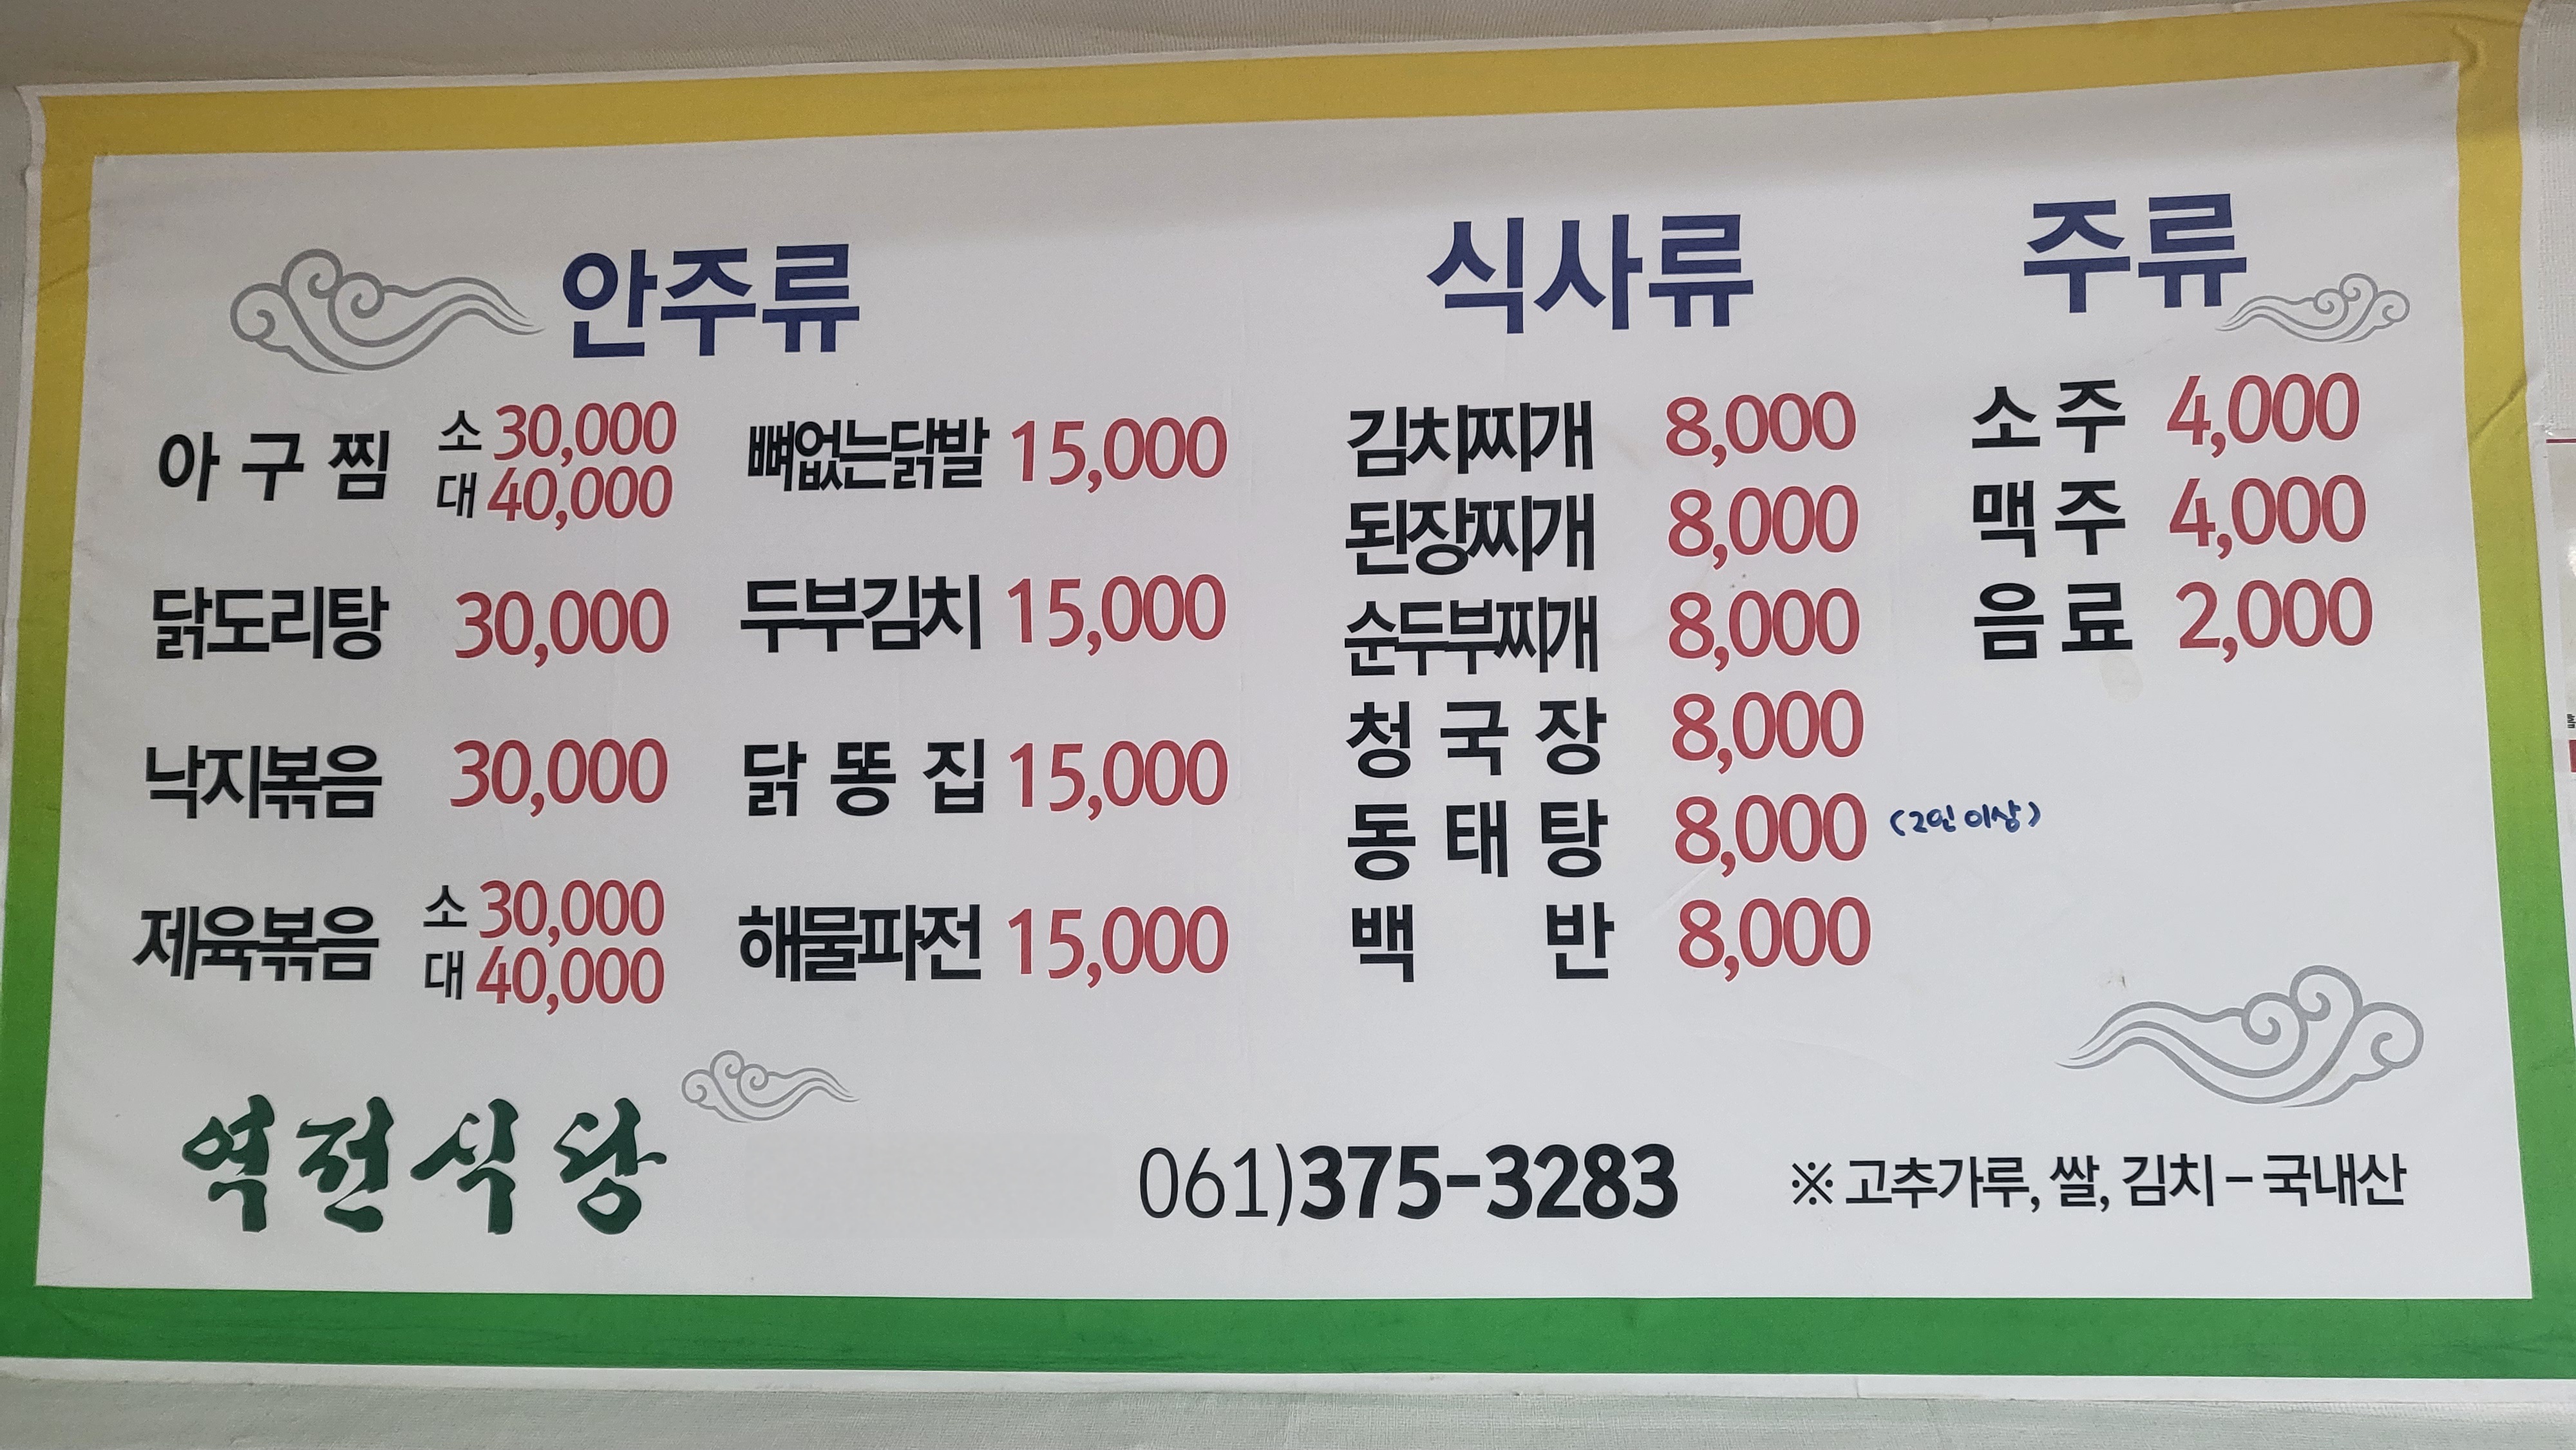 안주류
아구찜 소 30,000
대 40,000
닭도리탕 30,000
낙지볶음 30,000
제육볶음 소 30,000
대 40,000
뼈없는닭발 15,000
두부김치 15,000
닭똥집 15,000
해물파전 15,000
식사류
김치찌개 8,000
된장찌개 8,000
순두부찌개 8,000
청국장 8,000
동태탕 8,000 (2인 이상)
백반 8,000
주류
소주 4,000
맥주 4,000
음료 2,000
역전식당
061)375-3283
※ 고추가루, 쌀, 김치 - 국내산